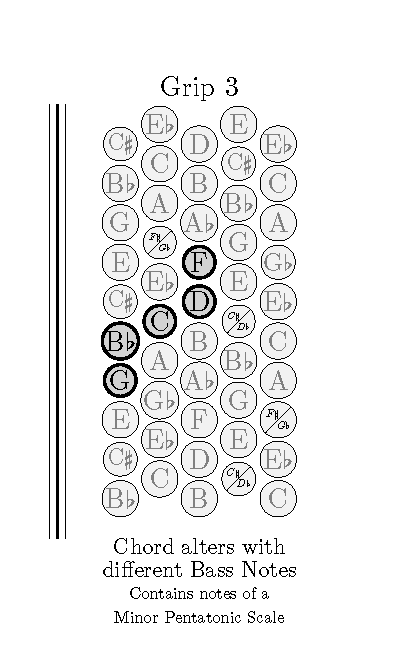 Grip 3
E♭ E
C♯ D E♭
C C♯
B♭ B C
A B♭
G A♭ A
F♯ G♭ G
E F G♭
E♭ E
C♯ D E♭
C C♯ D♭
B♭ B C
A B♭
G A♭ A
G♭ G
E F F♯ G♭
E♭ E
C♯ D E♭
C C♯ D♭
B♭ B C
Chord alters with
different Bass Notes
Contains notes of a
Minor Pentatonic Scale